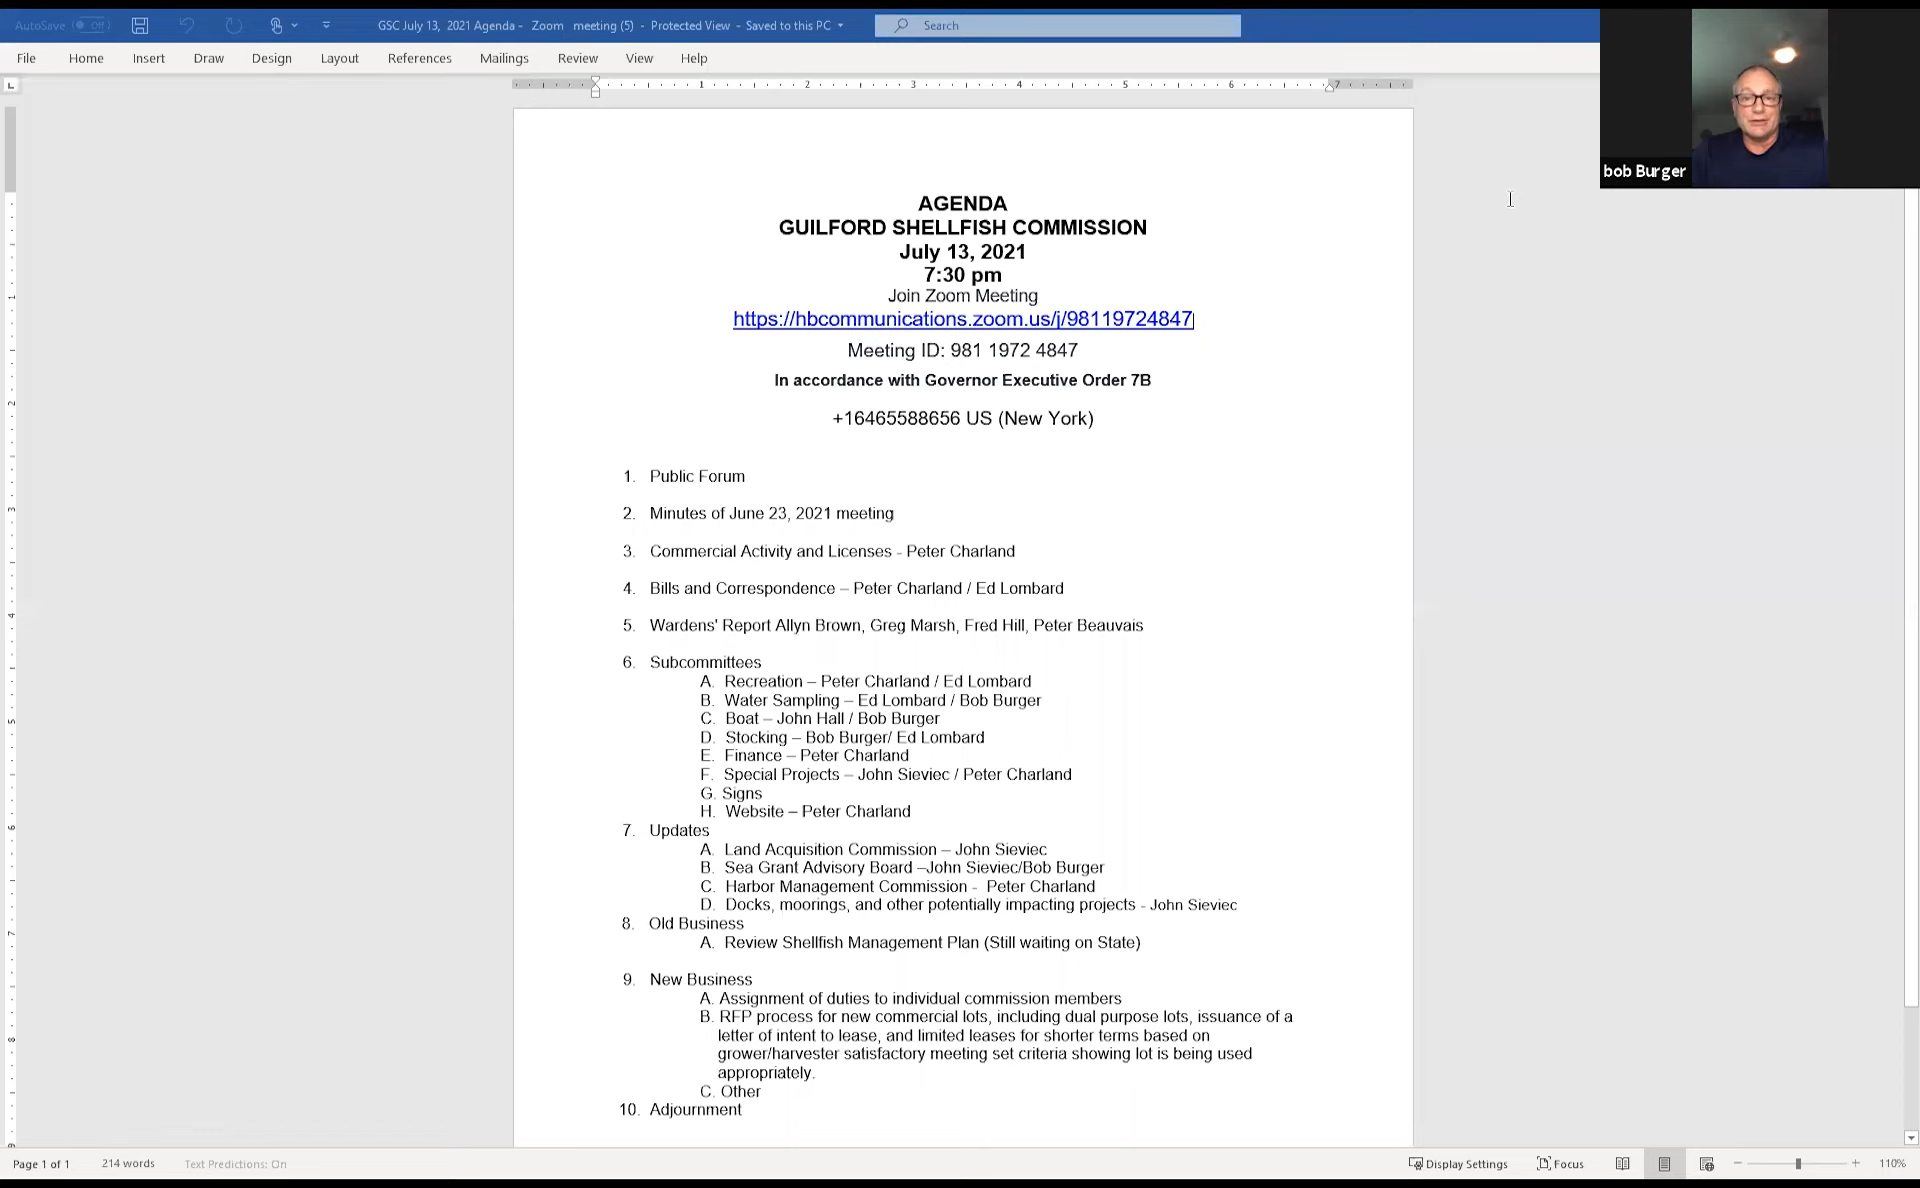 AutoSave Off GSC July 13, 2021 Agenda - Zoom meeting (5) - Protected View - Saved to this PC Search
File Home Insert Draw Design Layout References Mailings Review View Help
1 2 3 4 5 6 7
bob Burger
AGENDA
GUILFORD SHELLFISH COMMISSION
July 13, 2021
7:30 pm
Join Zoom Meeting
https://hbcommunications.zoom.us/j/98119724847
Meeting ID: 981 1972 4847
In accordance with Governor Executive Order 7B
+16465588656 US (New York)
1. Public Forum
2. Minutes of June 23, 2021 meeting
3. Commercial Activity and Licenses - Peter Charland
4. Bills and Correspondence – Peter Charland / Ed Lombard
5. Wardens' Report Allyn Brown, Greg Marsh, Fred Hill, Peter Beauvais
6. Subcommittees
A. Recreation – Peter Charland / Ed Lombard
B. Water Sampling – Ed Lombard / Bob Burger
C. Boat – John Hall / Bob Burger
D. Stocking – Bob Burger/ Ed Lombard
E. Finance – Peter Charland
F. Special Projects – John Sieviec / Peter Charland
G. Signs
H. Website – Peter Charland
7. Updates
A. Land Acquisition Commission – John Sieviec
B. Sea Grant Advisory Board –John Sieviec/Bob Burger
C. Harbor Management Commission - Peter Charland
D. Docks, moorings, and other potentially impacting projects - John Sieviec
8. Old Business
A. Review Shellfish Management Plan (Still waiting on State)
9. New Business
A. Assignment of duties to individual commission members
B. RFP process for new commercial lots, including dual purpose lots, issuance of a
letter of intent to lease, and limited leases for shorter terms based on
grower/harvester satisfactory meeting set criteria showing lot is being used
appropriately.
C. Other
10. Adjournment
Page 1 of 1 214 words Text Predictions: On Display Settings Focus 110%